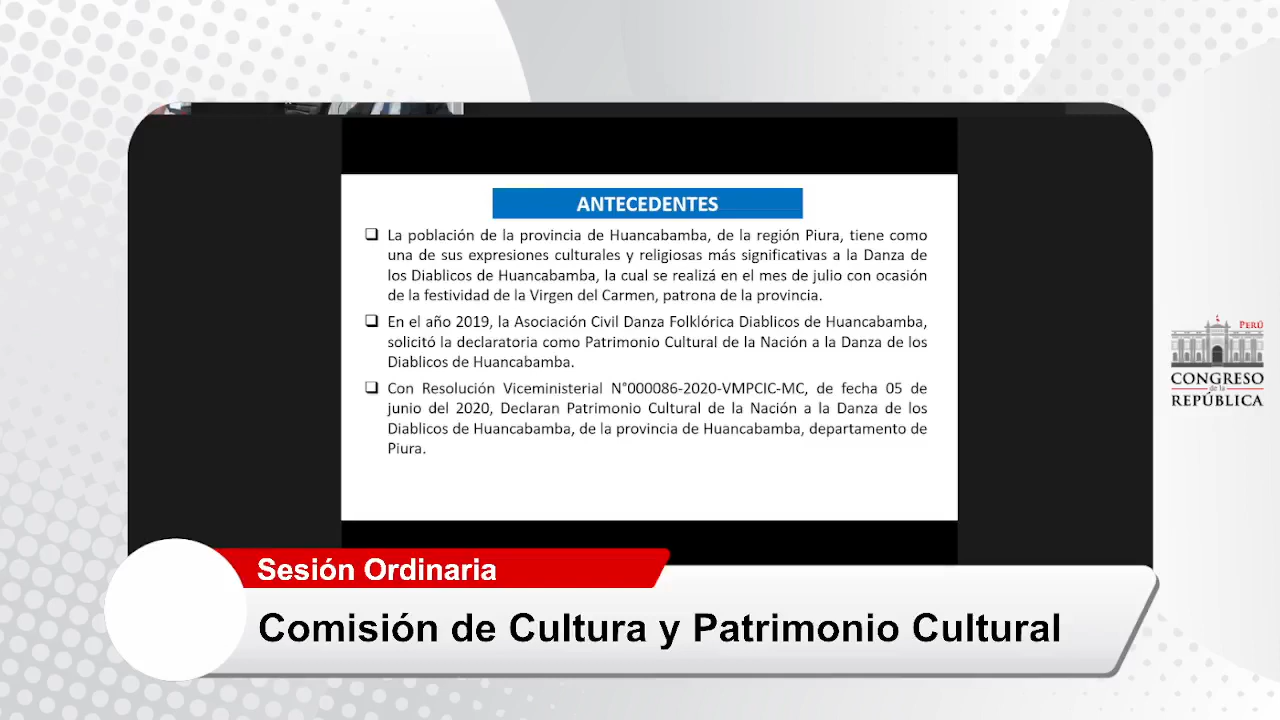 ANTECEDENTES
❑ La población de la provincia de Huancabamba, de la región Piura, tiene como
una de sus expresiones culturales y religiosas más significativas a la Danza de
los Diablicos de Huancabamba, la cual se realizá en el mes de julio con ocasión
de la festividad de la Virgen del Carmen, patrona de la provincia.
❑ En el año 2019, la Asociación Civil Danza Folklórica Diablicos de Huancabamba,
solicitó la declaratoria como Patrimonio Cultural de la Nación a la Danza de los
Diablicos de Huancabamba.
❑ Con Resolución Viceministerial N°000086-2020-VMPCIC-MC, de fecha 05 de
junio del 2020, Declaran Patrimonio Cultural de la Nación a la Danza de los
Diablicos de Huancabamba, de la provincia de Huancabamba, departamento de
Piura.
PERÚ
CONGRESO
de la
REPÚBLICA
Sesión Ordinaria
Comisión de Cultura y Patrimonio Cultural